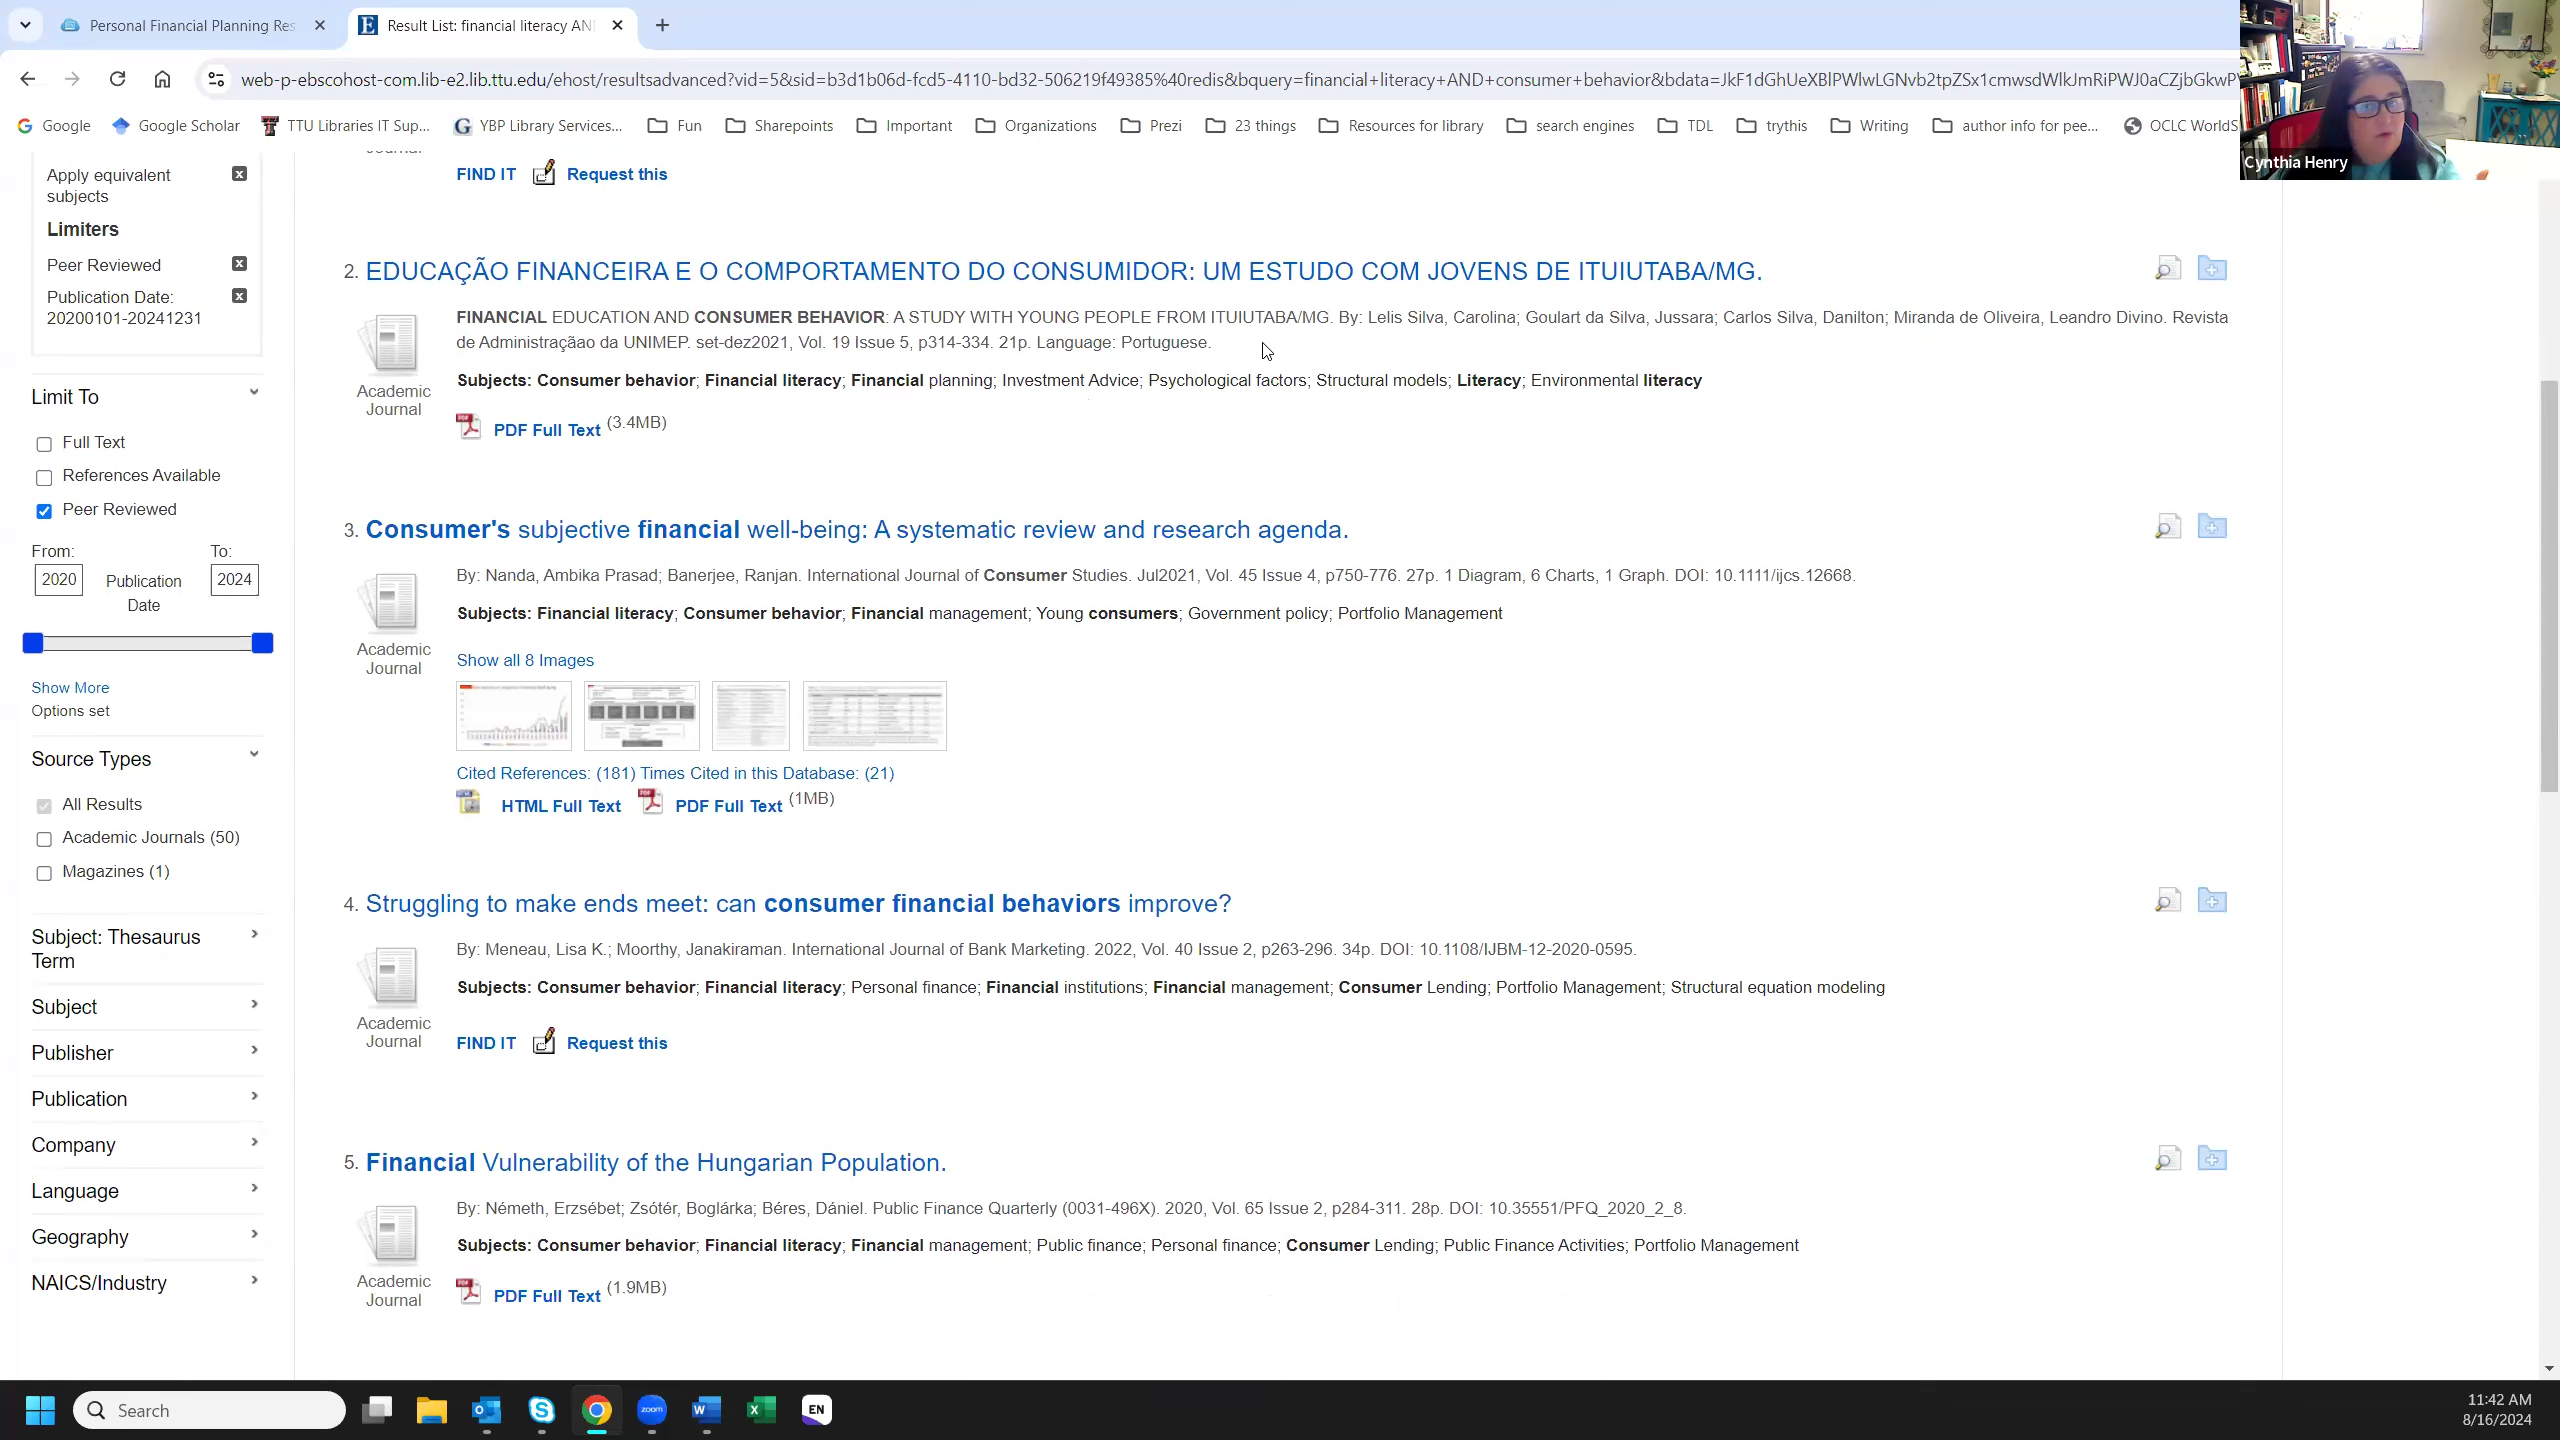 Personal Financial Planning Res
Result List: financial literacy AN
web-p-ebscohost-com.lib-e2.lib.ttu.edu/ehost/resultsadvanced?vid=5&sid=b3d1b06d-fcd5-4110-bd32-506219f49385%40redis&bquery=financial+literacy+AND+consumer+behavior&bdata=
Google
Google Scholar
TTU Libraries IT Sup...
YBP Library Services...
Fun
Sharepoints
Important
Organizations
Prezi
23 things
Resources for library
search engines
TDL
trythis
Writing
author info for pee...
OCLC WorldS
Cynthia Henry
Apply equivalent
subjects
Limiters
Peer Reviewed
Publication Date:
20200101-20241231
Limit To
Full Text
References Available
Peer Reviewed
From:
To:
2020
Publication
Date
2024
Show More
Options set
Source Types
All Results
Academic Journals (50)
Magazines (1)
Subject: Thesaurus
Term
Subject
Publisher
Publication
Company
Language
Geography
NAICS/Industry
FIND IT Request this
2. EDUCAÇÃO FINANCEIRA E O COMPORTAMENTO DO CONSUMIDOR: UM ESTUDO COM JOVENS DE ITUIUTABA/MG.
FINANCIAL EDUCATION AND CONSUMER BEHAVIOR: A STUDY WITH YOUNG PEOPLE FROM ITUIUTABA/MG. By: Lelis Silva, Carolina; Goulart da Silva, Jussara; Carlos Silva, Danilton; Miranda de Oliveira, Leandro Divino. Revista
de Administraçãao da UNIMEP. set-dez2021, Vol. 19 Issue 5, p314-334. 21p. Language: Portuguese.
Subjects: Consumer behavior; Financial literacy; Financial planning; Investment Advice; Psychological factors; Structural models; Literacy; Environmental literacy
Academic
Journal
PDF Full Text (3.4MB)
3. Consumer's subjective financial well-being: A systematic review and research agenda.
By: Nanda, Ambika Prasad; Banerjee, Ranjan. International Journal of Consumer Studies. Jul2021, Vol. 45 Issue 4, p750-776. 27p. 1 Diagram, 6 Charts, 1 Graph. DOI: 10.1111/ijcs.12668.
Subjects: Financial literacy; Consumer behavior; Financial management; Young consumers; Government policy; Portfolio Management
Academic
Journal
Show all 8 Images
Cited References: (181) Times Cited in this Database: (21)
HTML Full Text PDF Full Text (1MB)
4. Struggling to make ends meet: can consumer financial behaviors improve?
By: Meneau, Lisa K.; Moorthy, Janakiraman. International Journal of Bank Marketing. 2022, Vol. 40 Issue 2, p263-296. 34p. DOI: 10.1108/IJBM-12-2020-0595.
Subjects: Consumer behavior; Financial literacy; Personal finance; Financial institutions; Financial management; Consumer Lending; Portfolio Management; Structural equation modeling
Academic
Journal
FIND IT Request this
5. Financial Vulnerability of the Hungarian Population.
By: Németh, Erzsébet; Zsótér, Boglárka; Béres, Dániel. Public Finance Quarterly (0031-496X). 2020, Vol. 65 Issue 2, p284-311. 28p. DOI: 10.35551/PFQ_2020_2_8.
Subjects: Consumer behavior; Financial literacy; Financial management; Public finance; Personal finance; Consumer Lending; Public Finance Activities; Portfolio Management
Academic
Journal
PDF Full Text (1.9MB)
Search
zoom
EN
11:42 AM
8/16/2024